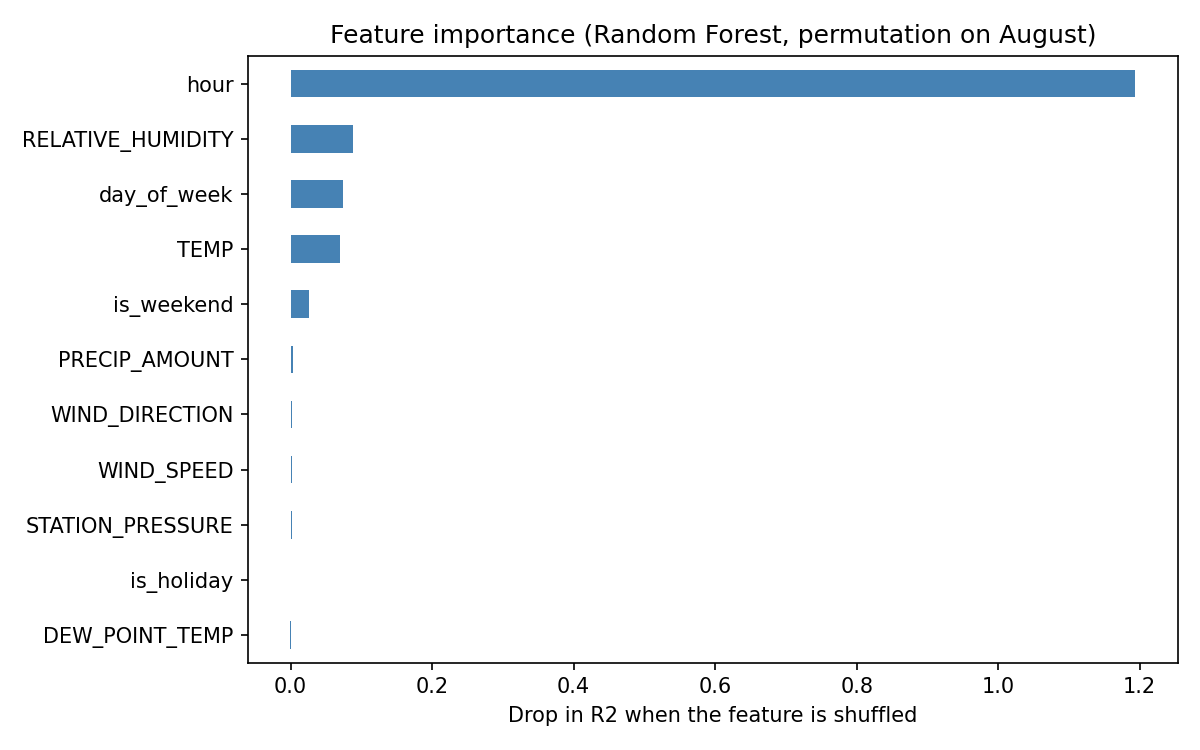 Feature importance (Random Forest, permutation on August)
hour
RELATIVE_HUMIDITY
day_of_week
TEMP
is_weekend
PRECIP_AMOUNT
WIND_DIRECTION
WIND_SPEED
STATION_PRESSURE
is_holiday
DEW_POINT_TEMP
0.0 0.2 0.4 0.6 0.8 1.0 1.2
Drop in R2 when the feature is shuffled